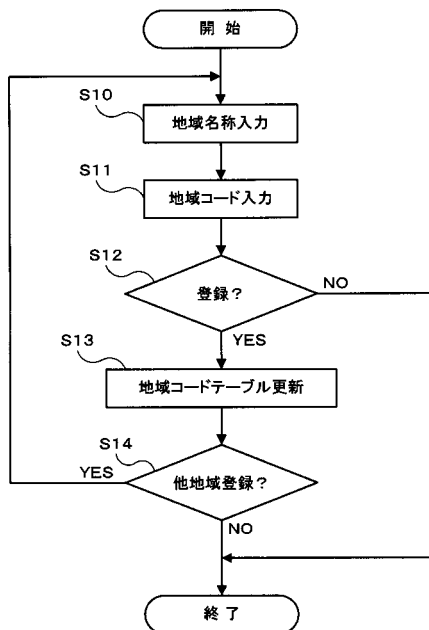 開 始
S10
地域名称入力
S11
地域コード入力
S12
登録？
NO
YES
S13
地域コードテーブル更新
S14
YES
他地域登録？
NO
終 了